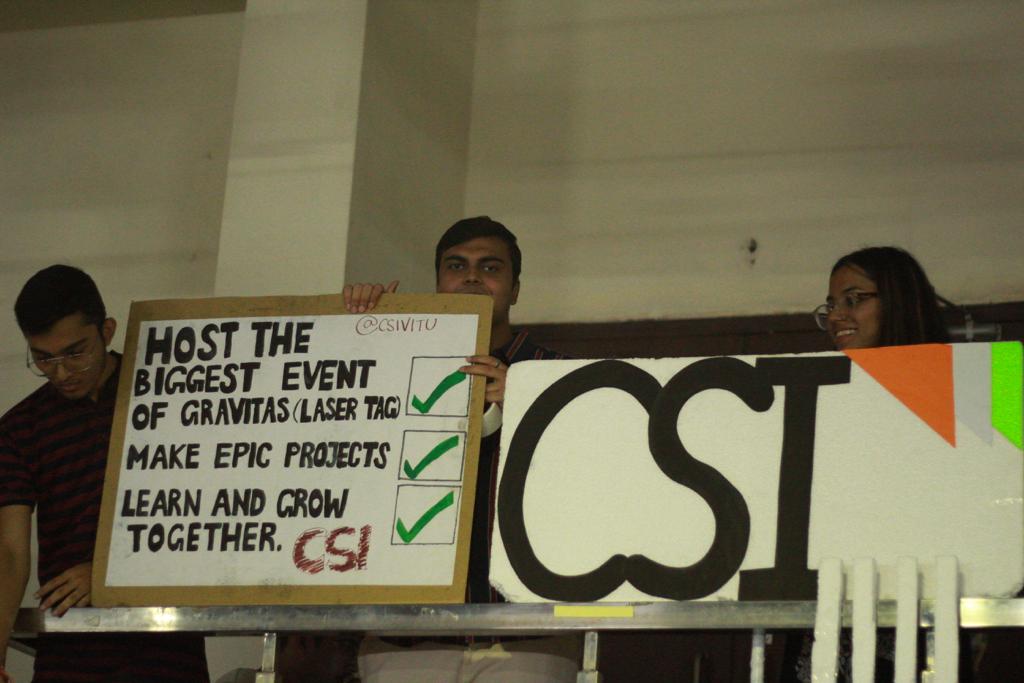 @CSIVITU
HOST THE
BIGGEST EVENT
OF GRAVITAS (LASER TAG)
MAKE EPIC PROJECTS
LEARN AND GROW
TOGETHER. CSI
CSI